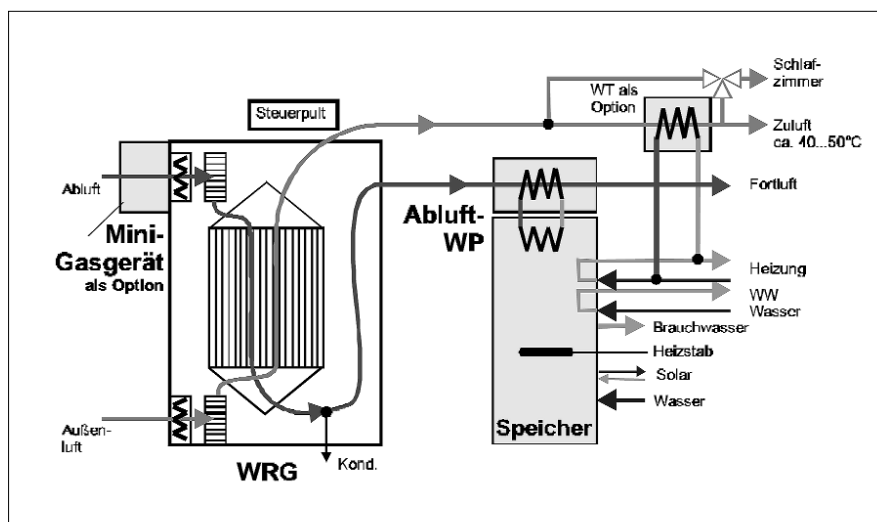 Schlaf-
zimmer
WT als
Option
Steuerpult
Zuluft
ca. 40...50°C
Abluft
Fortluft
Abluft-
WP
Mini-
Gasgerät
als Option
Heizung
WW
Wasser
Brauchwasser
Heizstab
Solar
Wasser
Außen-
luft
Speicher
WRG
Kond.